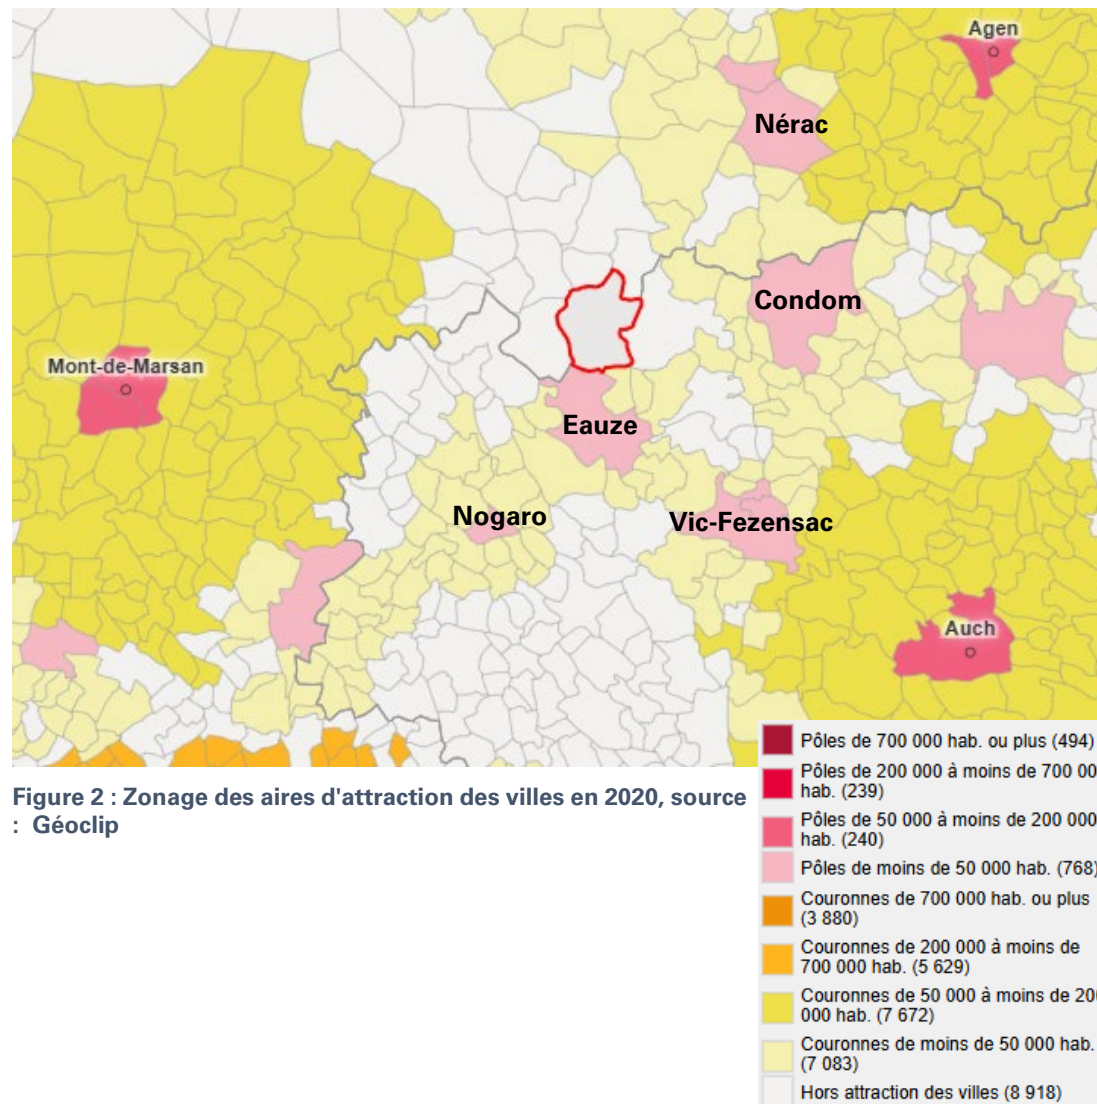 Agen
Nérac
Condom
Mont-de-Marsan
Eauze
Nogaro
Vic-Fezensac
Auch
Figure 2 : Zonage des aires d'attraction des villes en 2020, source
: Géoclip
Pôles de 700 000 hab. ou plus (494)
Pôles de 200 000 à moins de 700 00
hab. (239)
Pôles de 50 000 à moins de 200 000
hab. (240)
Pôles de moins de 50 000 hab. (768)
Couronnes de 700 000 hab. ou plus
(3 880)
Couronnes de 200 000 à moins de
700 000 hab. (5 629)
Couronnes de 50 000 à moins de 200
000 hab. (7 672)
Couronnes de moins de 50 000 hab.
(7 083)
Hors attraction des villes (8 918)